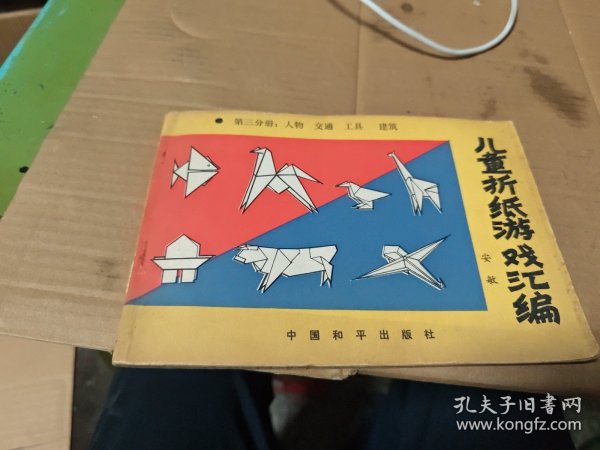 第三分册：人物 交通 工具 建筑
儿童折纸游戏汇编
安敏
中国和平出版社
孔夫子旧书网
www.kongfz.com